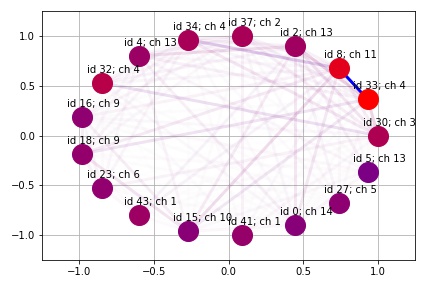 id 37; ch 2
id 34; ch 4
id 2; ch 13
id 4; ch 13
id 8; ch 11
id 32; ch 4
id 33; ch 4
id 16; ch 9
id 30; ch 3
id 18; ch 9
id 5; ch 13
id 23; ch 6
id 27; ch 5
id 43; ch 1
id 15; ch 10
id 41; ch 1
id 0; ch 14
1.0
0.5
0.0
−0.5
−1.0
−1.0 −0.5 0.0 0.5 1.0